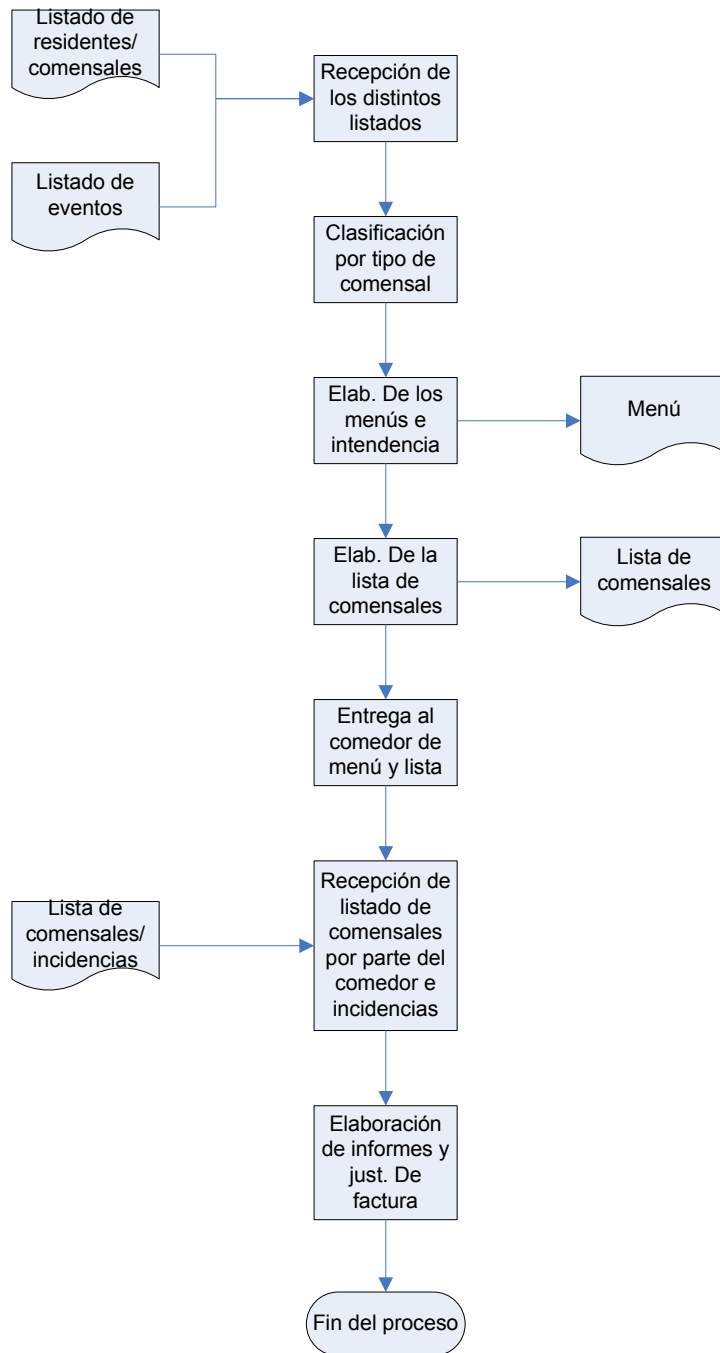 Listado de
residentes/
comensales
Recepción de
los distintos
listados
Listado de
eventos
Clasificación
por tipo de
comensal
Elab. De los
menús e
intendencia
Menú
Elab. De la
lista de
comensales
Lista de
comensales
Entrega al
comedor de
menú y lista
Lista de
comensales/
incidencias
Recepción de
listado de
comensales
por parte del
comedor e
incidencias
Elaboración
de informes y
just. De
factura
Fin del proceso